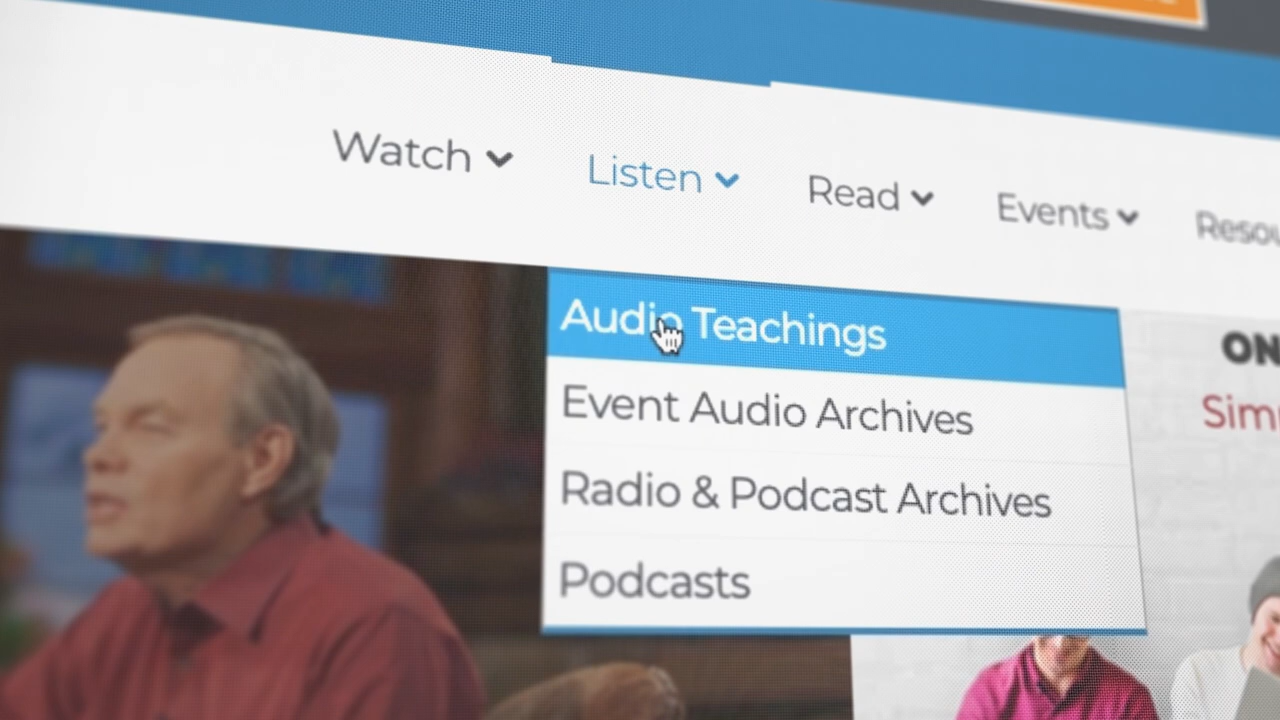 Watch
Listen
Read
Events
Audio Teachings
Event Audio Archives
Radio & Podcast Archives
Podcasts